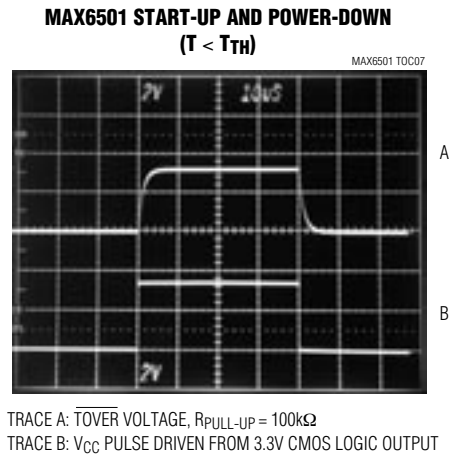 MAX6501 START-UP AND POWER-DOWN
(T < TTH)
MAX6501 TOC07
2V 10uS
A
B
2V
TRACE A: TOVER VOLTAGE, RPULL-UP = 100kΩ
TRACE B: VCC PULSE DRIVEN FROM 3.3V CMOS LOGIC OUTPUT